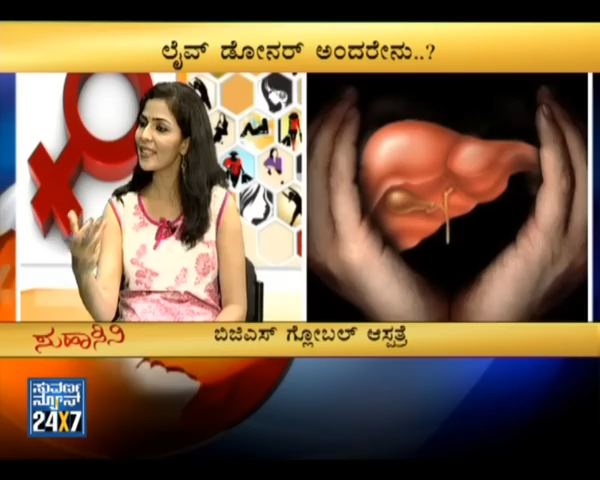 ಲೈವ್ ಡೋನರ್ ಅಂದರೇನು..?
ಸುಹಾಸಿನಿ
ಬಿಜಿಎಸ್ ಗ್ಲೋಬಲ್ ಆಸ್ಪತ್ರೆ
ಸುವರ್ಣ
ನ್ಯೂಸ್
24X7